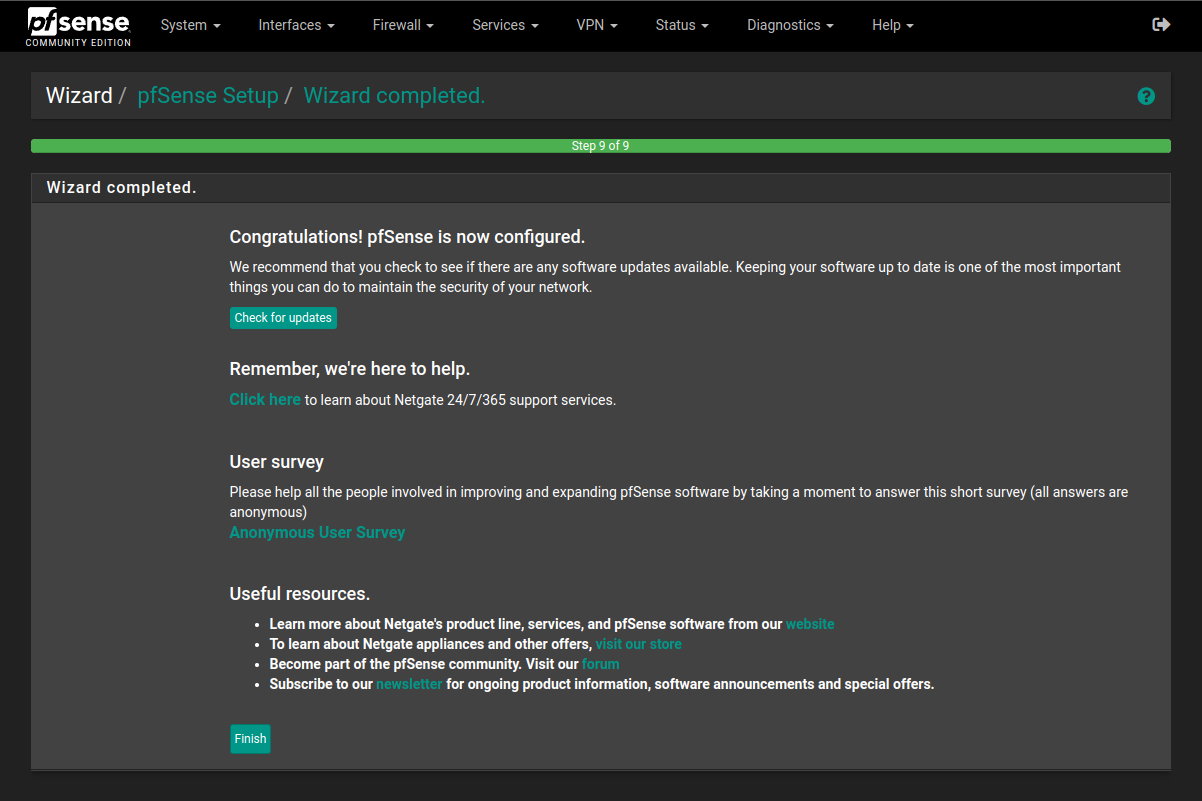 pfsense
COMMUNITY EDITION
System
Interfaces
Firewall
Services
VPN
Status
Diagnostics
Help
Wizard / pfSense Setup / Wizard completed.
Step 9 of 9
Wizard completed.
Congratulations! pfSense is now configured.
We recommend that you check to see if there are any software updates available. Keeping your software up to date is one of the most important
things you can do to maintain the security of your network.
Check for updates
Remember, we're here to help.
Click here to learn about Netgate 24/7/365 support services.
User survey
Please help all the people involved in improving and expanding pfSense software by taking a moment to answer this short survey (all answers are
anonymous)
Anonymous User Survey
Useful resources.
• Learn more about Netgate's product line, services, and pfSense software from our website
• To learn about Netgate appliances and other offers, visit our store
• Become part of the pfSense community. Visit our forum
• Subscribe to our newsletter for ongoing product information, software announcements and special offers.
Finish